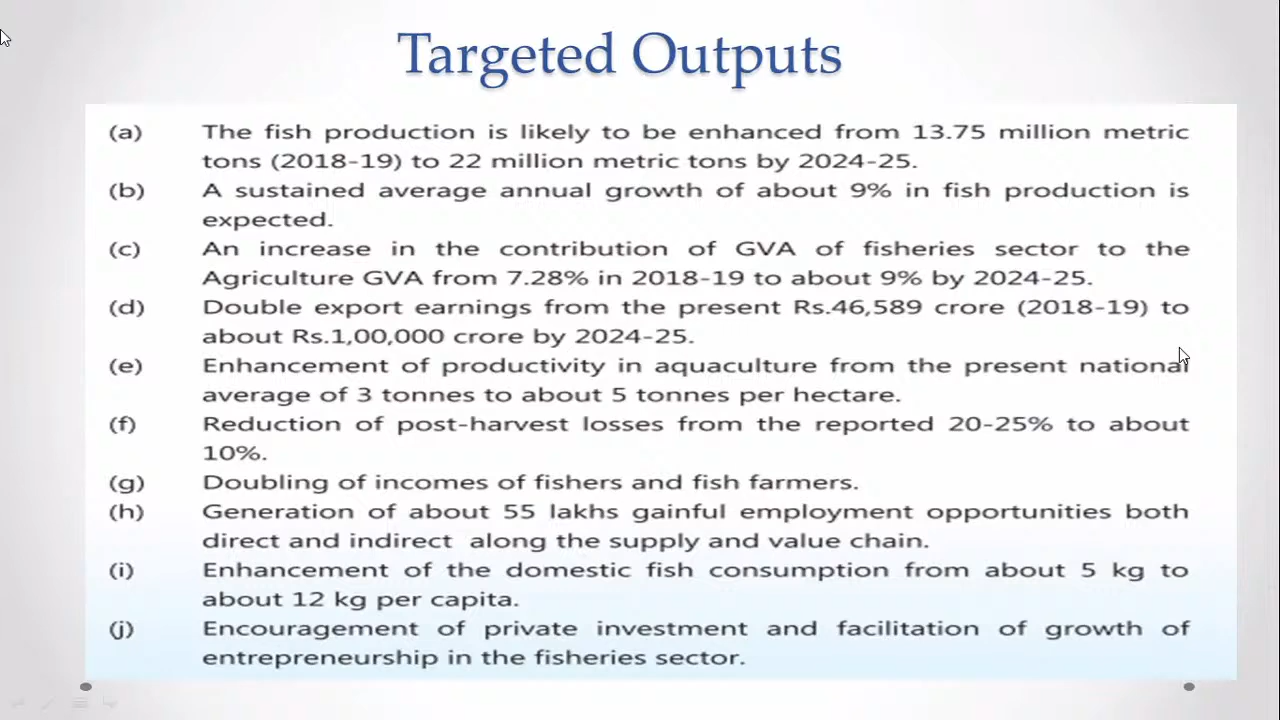 Targeted Outputs
(a) The fish production is likely to be enhanced from 13.75 million metric
tons (2018-19) to 22 million metric tons by 2024-25.
(b) A sustained average annual growth of about 9% in fish production is
expected.
(c) An increase in the contribution of GVA of fisheries sector to the
Agriculture GVA from 7.28% in 2018-19 to about 9% by 2024-25.
(d) Double export earnings from the present Rs.46,589 crore (2018-19) to
about Rs.1,00,000 crore by 2024-25.
(e) Enhancement of productivity in aquaculture from the present national
average of 3 tonnes to about 5 tonnes per hectare.
(f) Reduction of post-harvest losses from the reported 20-25% to about
10%.
(g) Doubling of incomes of fishers and fish farmers.
(h) Generation of about 55 lakhs gainful employment opportunities both
direct and indirect along the supply and value chain.
(i) Enhancement of the domestic fish consumption from about 5 kg to
about 12 kg per capita.
(j) Encouragement of private investment and facilitation of growth of
entrepreneurship in the fisheries sector.